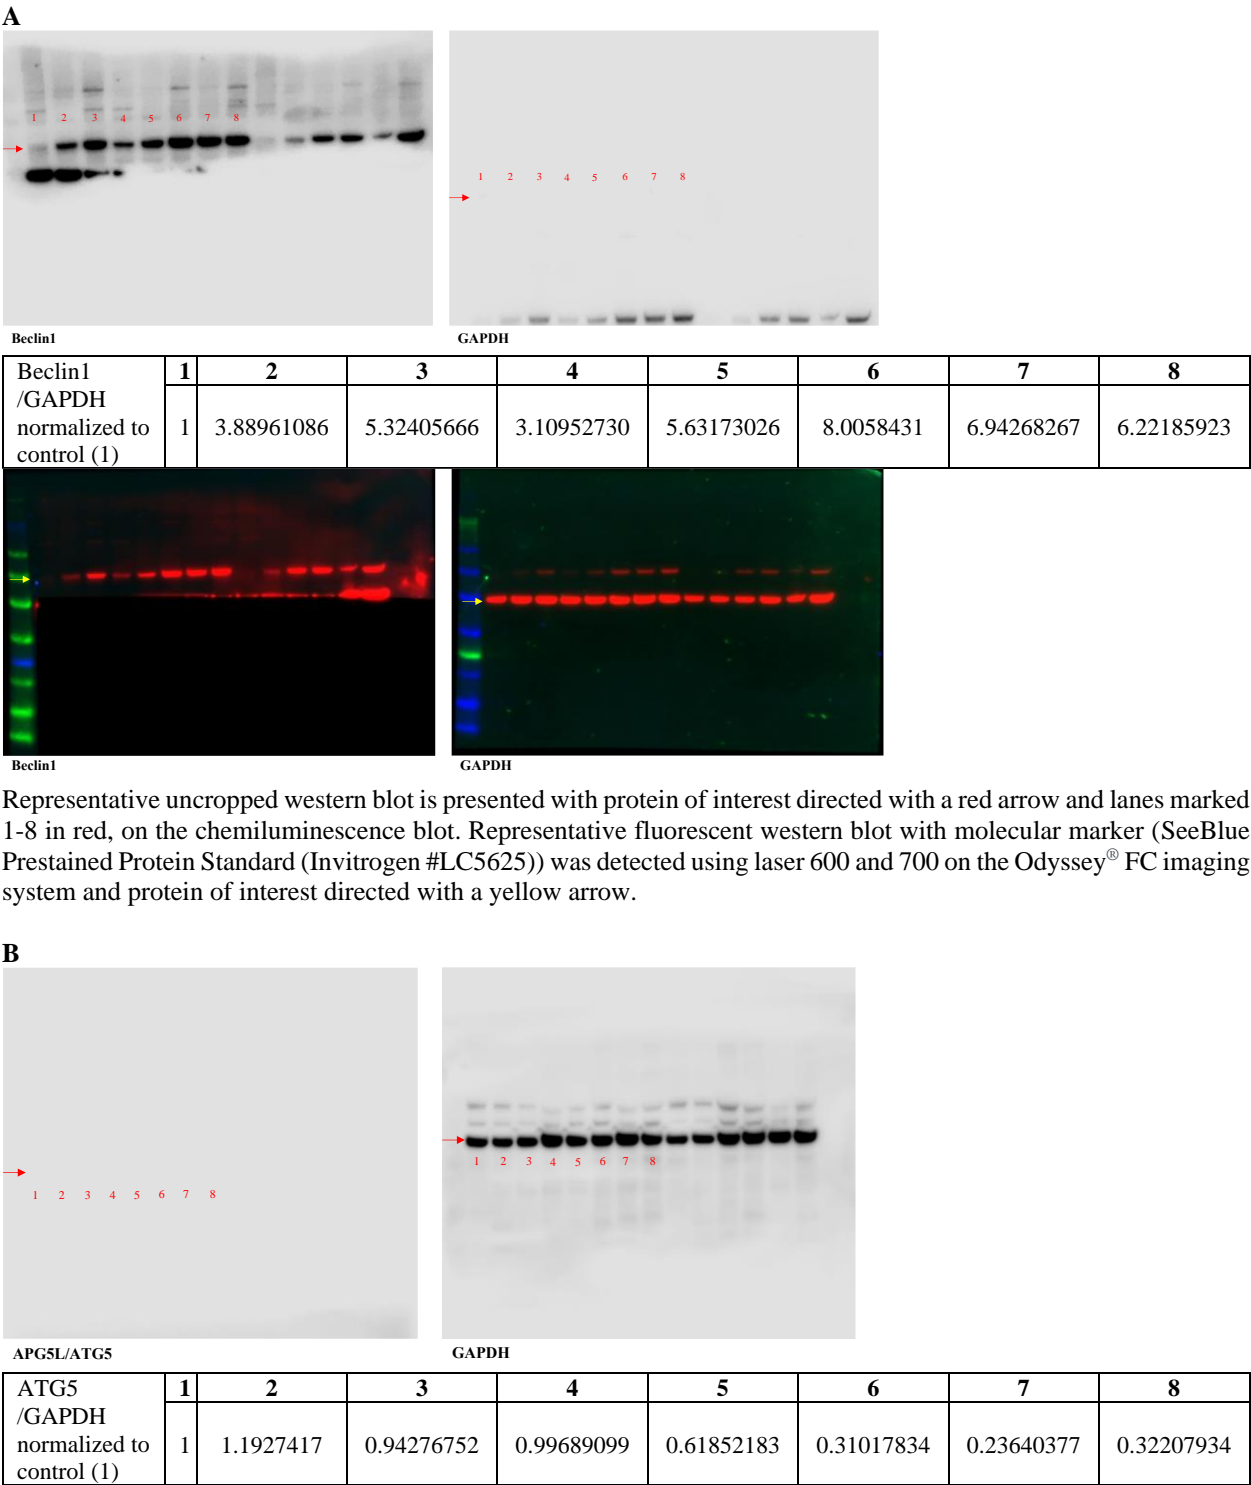 A
1 2 3 4 5 6 7 8
1 2 3 4 5 6 7 8
Beclin1
GAPDH
Beclin1 /GAPDH normalized to control (1) 1 2 3 4 5 6 7 8
1 3.88961086 5.32405666 3.10952730 5.63173026 8.0058431 6.94268267 6.22185923
Beclin1
GAPDH
Representative uncropped western blot is presented with protein of interest directed with a red arrow and lanes marked
1-8 in red, on the chemiluminescence blot. Representative fluorescent western blot with molecular marker (SeeBlue
Prestained Protein Standard (Invitrogen #LC5625)) was detected using laser 600 and 700 on the Odyssey® FC imaging
system and protein of interest directed with a yellow arrow.
B
1 2 3 4 5 6 7 8
1 2 3 4 5 6 7 8
APG5L/ATG5
GAPDH
ATG5 /GAPDH normalized to control (1) 1 2 3 4 5 6 7 8
1 1.1927417 0.94276752 0.99689099 0.61852183 0.31017834 0.23640377 0.32207934